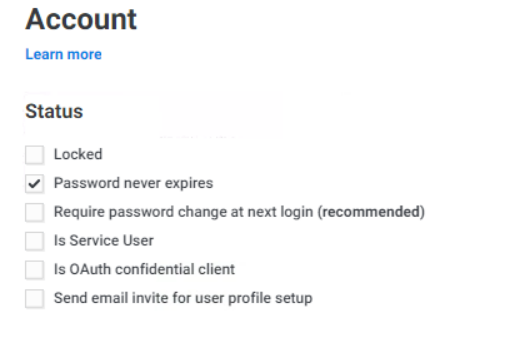 Account
Learn more
Status
Locked
Password never expires
Require password change at next login (recommended)
Is Service User
Is OAuth confidential client
Send email invite for user profile setup